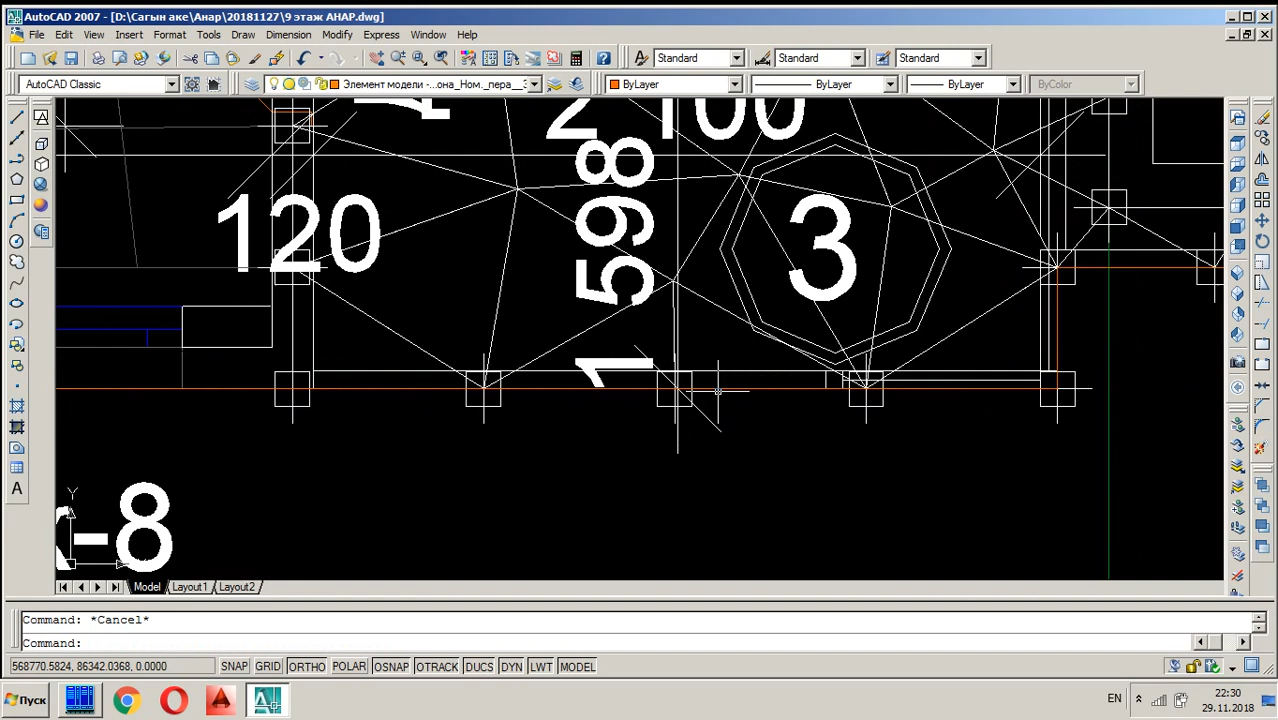 AutoCAD 2007 - [D:\Сагын аке\Анар\20181127\9 этаж АНАР.dwg]
File Edit View Insert Format Tools Draw Dimension Modify Express Window Help
Standard Standard Standard
AutoCAD Classic Элемент модели -...она_Ном._пера__3 ByLayer ByLayer ByLayer ByColor
2 100
120
1 598
3
-8
Y
Model Layout1 Layout2
Command: *Cancel*
Command:
568770.5824, 86342.0368, 0.0000 SNAP GRID ORTHO POLAR OSNAP OTRACK DUCS DYN LWT MODEL
Пуск EN 22:30
29.11.2018